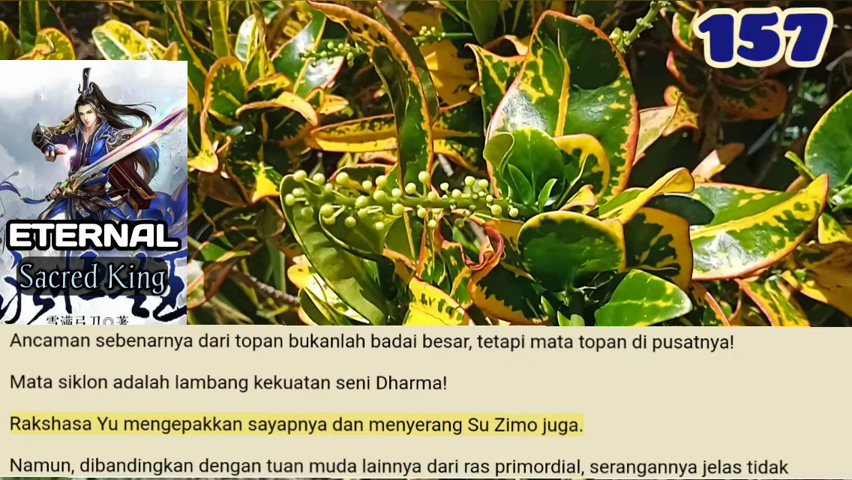 157
ETERNAL
Sacred King
Ancaman sebenarnya dari topan bukanlah badai besar, tetapi mata topan di pusatnya!
Mata siklon adalah lambang kekuatan seni Dharma!
Rakshasa Yu mengepakkan sayapnya dan menyerang Su Zimo juga.
Namun, dibandingkan dengan tuan muda lainnya dari ras primordial, serangannya jelas tidak